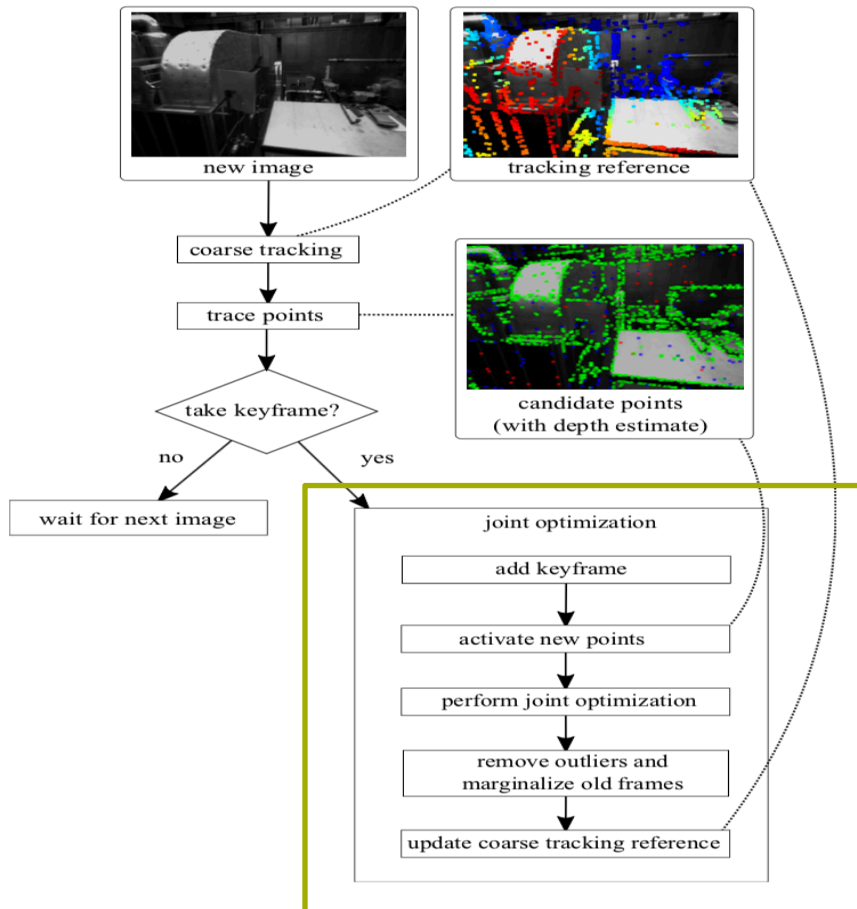 new image
tracking reference
coarse tracking
trace points
candidate points
(with depth estimate)
take keyframe?
no
yes
wait for next image
joint optimization
add keyframe
activate new points
perform joint optimization
remove outliers and
marginalize old frames
update coarse tracking reference